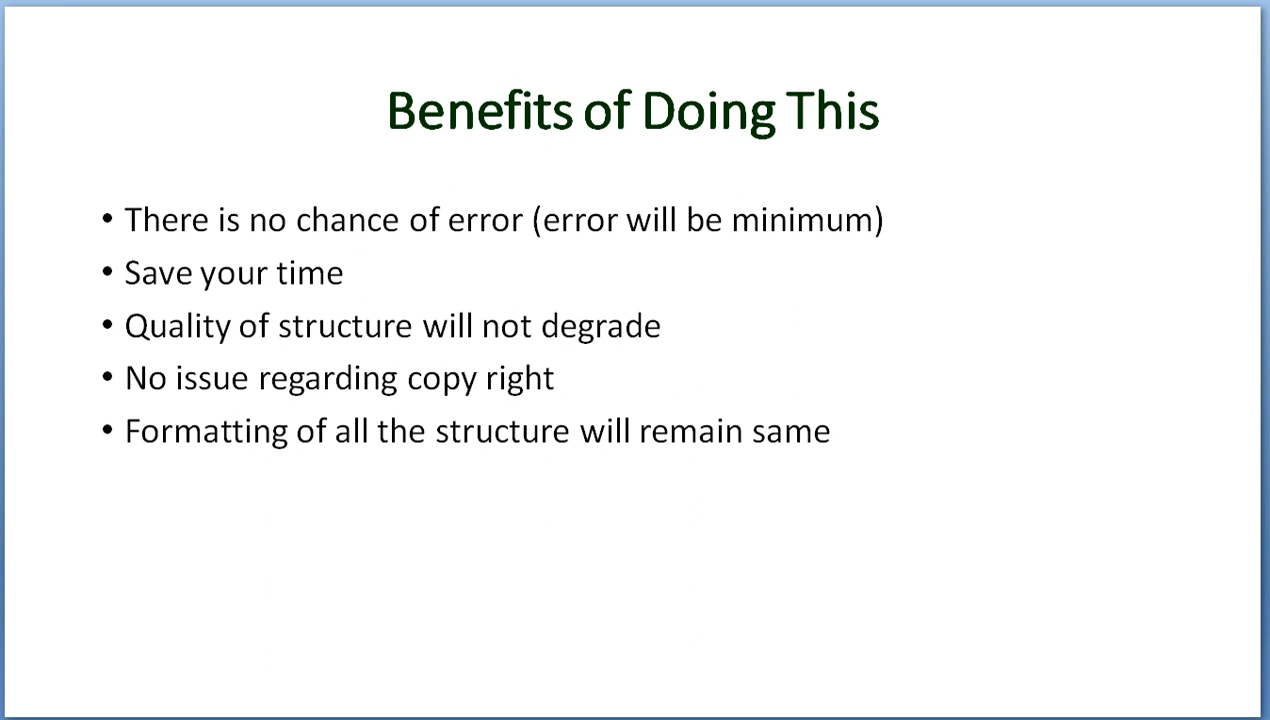 Benefits of Doing This
• There is no chance of error (error will be minimum)
• Save your time
• Quality of structure will not degrade
• No issue regarding copy right
• Formatting of all the structure will remain same